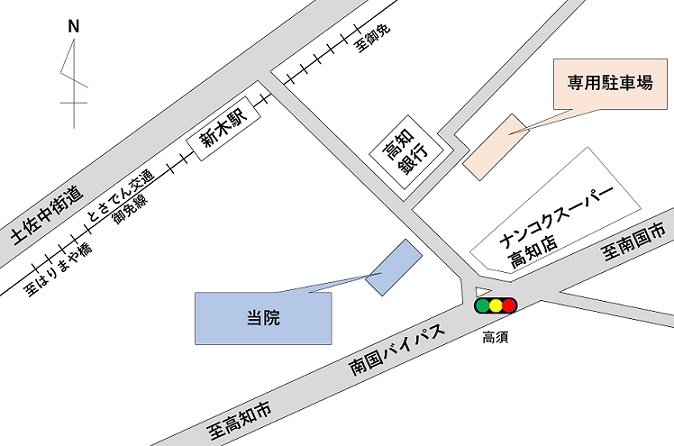 N
至御免
専用駐車場
新木駅
高知
銀行
とさでん交通
御免線
土佐中街道
至はりまや橋
ナンコクスーパー
高知店
至南国市
当院
高須
南国バイパス
至高知市